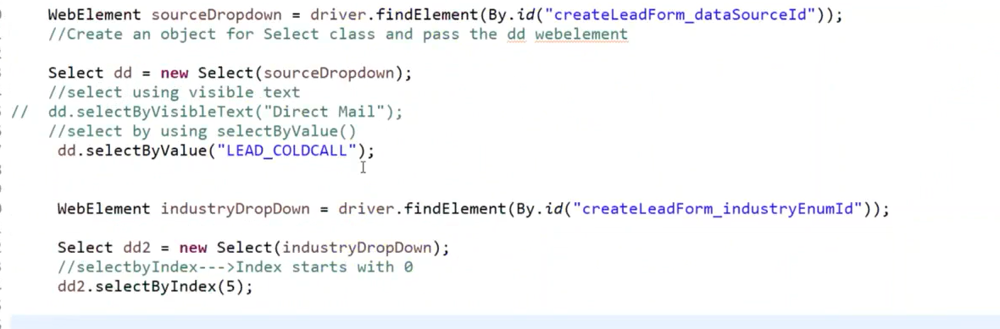 WebElement sourceDropdown = driver.findElement(By.id("createLeadForm_dataSourceId"));
//Create an object for Select class and pass the dd webelement
Select dd = new Select(sourceDropdown);
//select using visible text
// dd.selectByVisibleText("Direct Mail");
//select by using selectByValue()
dd.selectByValue("LEAD_COLDCALL");
WebElement industryDropDown = driver.findElement(By.id("createLeadForm_industryEnumId"));
Select dd2 = new Select(industryDropDown);
//selectbyIndex--->Index starts with 0
dd2.selectByIndex(5);